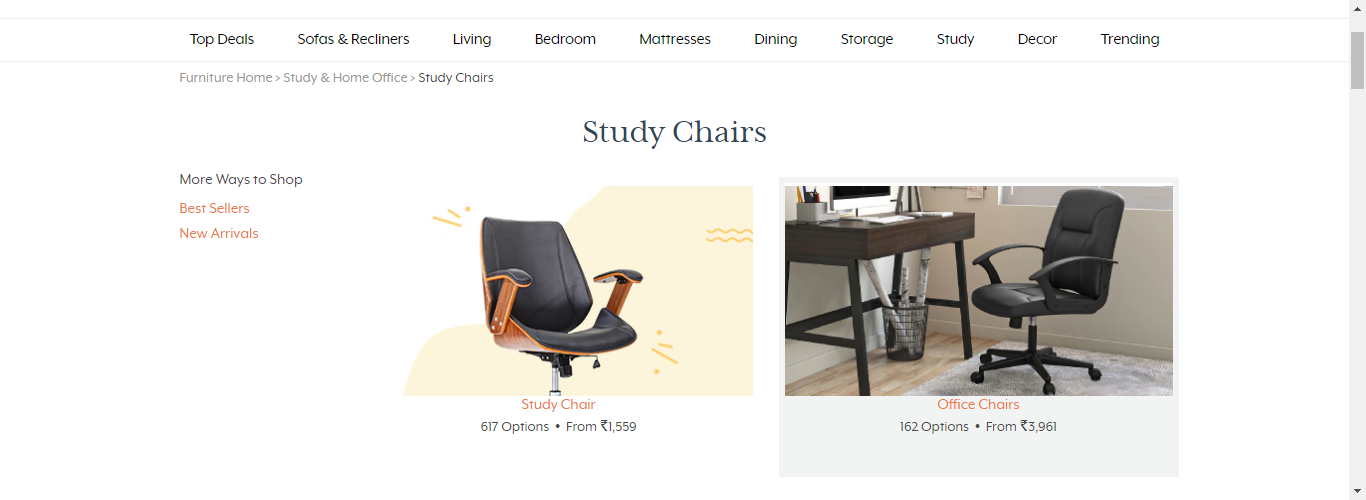 Top Deals Sofas & Recliners Living Bedroom Mattresses Dining Storage Study Decor Trending
Furniture Home > Study & Home Office > Study Chairs
Study Chairs
More Ways to Shop
Best Sellers
New Arrivals
Study Chair
617 Options • From ₹1,559
Office Chairs
162 Options • From ₹3,961